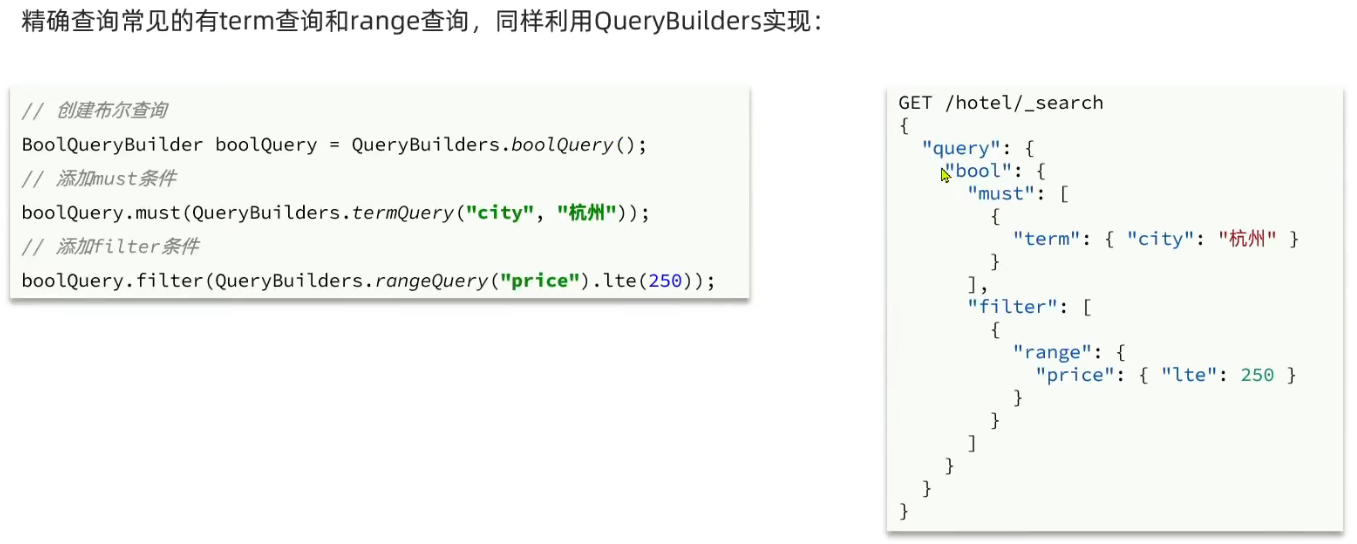 精确查询常见的有term查询和range查询，同样利用QueryBuilders实现：
// 创建布尔查询
BoolQueryBuilder boolQuery = QueryBuilders.boolQuery();
// 添加must条件
boolQuery.must(QueryBuilders.termQuery("city", "杭州"));
// 添加filter条件
boolQuery.filter(QueryBuilders.rangeQuery("price").lte(250));
GET /hotel/_search
{
  "query": {
    "bool": {
      "must": [
        {
          "term": { "city": "杭州" }
        }
      ],
      "filter": [
        {
          "range": {
            "price": { "lte": 250 }
          }
        }
      ]
    }
  }
}